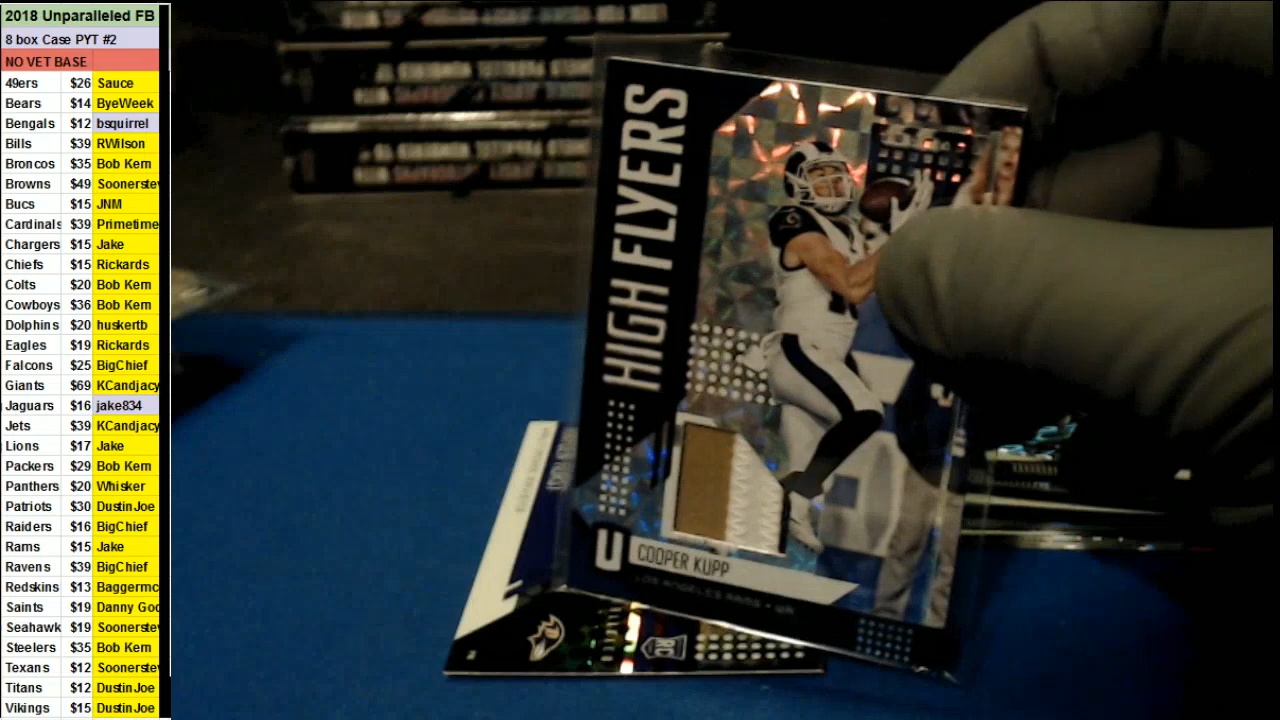 2018 Unparalleled FB
8 box Case PYT #2
NO VET BASE
49ers $26 Sauce
Bears $14 ByeWeek
Bengals $12 bsquirrel
Bills $39 RWilson
Broncos $35 Bob Kern
Browns $49 Soonerstev
Bucs $15 JNM
Cardinals $39 Primetime
Chargers $15 Jake
Chiefs $15 Rickards
Colts $20 Bob Kern
Cowboys $36 Bob Kern
Dolphins $20 huskertb
Eagles $19 Rickards
Falcons $25 BigChief
Giants $69 KCandjacy
Jaguars $16 jake834
Jets $39 KCandjacy
Lions $17 Jake
Packers $29 Bob Kern
Panthers $20 Whisker
Patriots $30 DustinJoe
Raiders $16 BigChief
Rams $15 Jake
Ravens $39 BigChief
Redskins $13 Baggermc
Saints $19 Danny Goo
Seahawk $19 Soonerstev
Steelers $35 Bob Kern
Texans $12 Soonerstev
Titans $12 DustinJoe
Vikings $15 DustinJoe
HIGH FLYERS
COOPER KUPP
LOS ANGELES RAMS • WR
RC